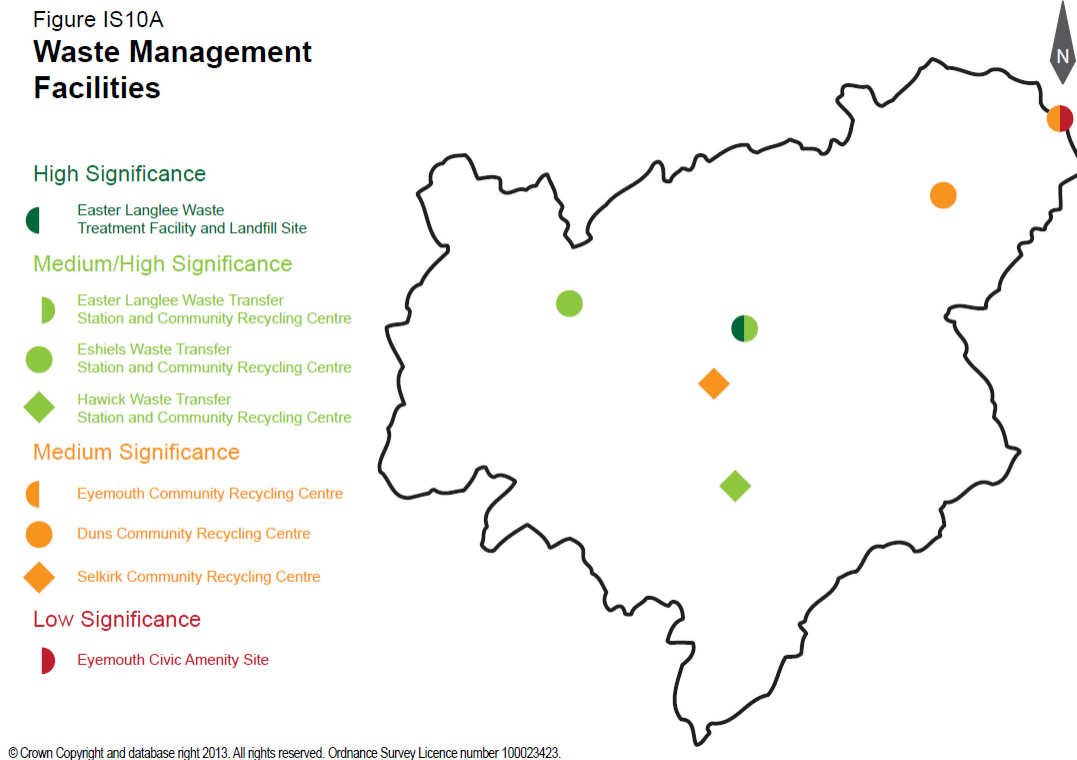 Figure IS10A
Waste Management
Facilities
N
High Significance
Easter Langlee Waste
Treatment Facility and Landfill Site
Medium/High Significance
Easter Langlee Waste Transfer
Station and Community Recycling Centre
Eshiels Waste Transfer
Station and Community Recycling Centre
Hawick Waste Transfer
Station and Community Recycling Centre
Medium Significance
Eyemouth Community Recycling Centre
Duns Community Recycling Centre
Selkirk Community Recycling Centre
Low Significance
Eyemouth Civic Amenity Site
© Crown Copyright and database right 2013. All rights reserved. Ordnance Survey Licence number 100023423.